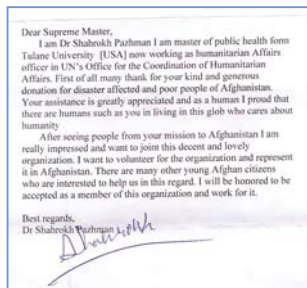 Dear Supreme Master,
I am Dr Shahrokh Pazhman I am master of public health form
Tulane University [USA] now working as humanitarian Affairs
officer in UN's Office for the Coordination of Humanitarian
Affairs. First of all many thank for your kind and generous
donation for disaster affected and poor people of Afghanistan.
Your assistance is greatly appreciated and as a human I proud that
there are humans such as you in living in this glob who cares about
humanity
After seeing people from your mission to Afghanistan I am
really impressed and want to joint this decent and lovely
organization. I want to volunteer for the organization and represent
it in Afghanistan. There are many other young Afghan citizens
who are interested to help us in this regard. I will be honored to be
accepted as a member of this organization and work for it.
Best regards,
Dr Shahrokh Pazhman
Shahrokh